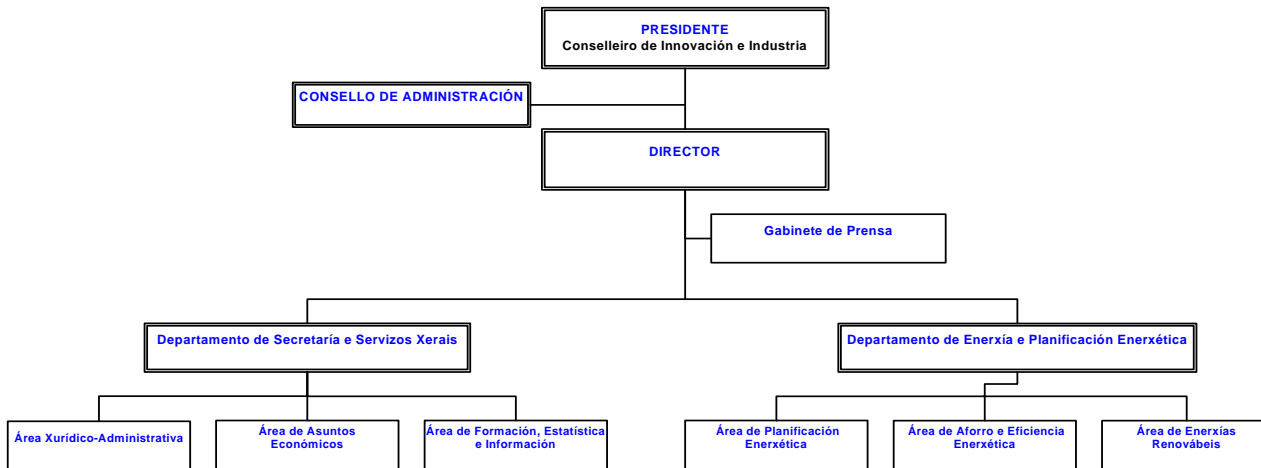 PRESIDENTE
Conselleiro de Innovación e Industria
CONSELLO DE ADMINISTRACIÓN
DIRECTOR
Gabinete de Prensa
Departamento de Secretaría e Servizos Xerais
Departamento de Enerxía e Planificación Enerxética
Área Xurídico-Administrativa
Área de Asuntos
Económicos
Área de Formación, Estatística
e Información
Área de Planificación
Enerxética
Área de Aforro e Eficiencia
Enerxética
Área de Enerxías
Renovábeis